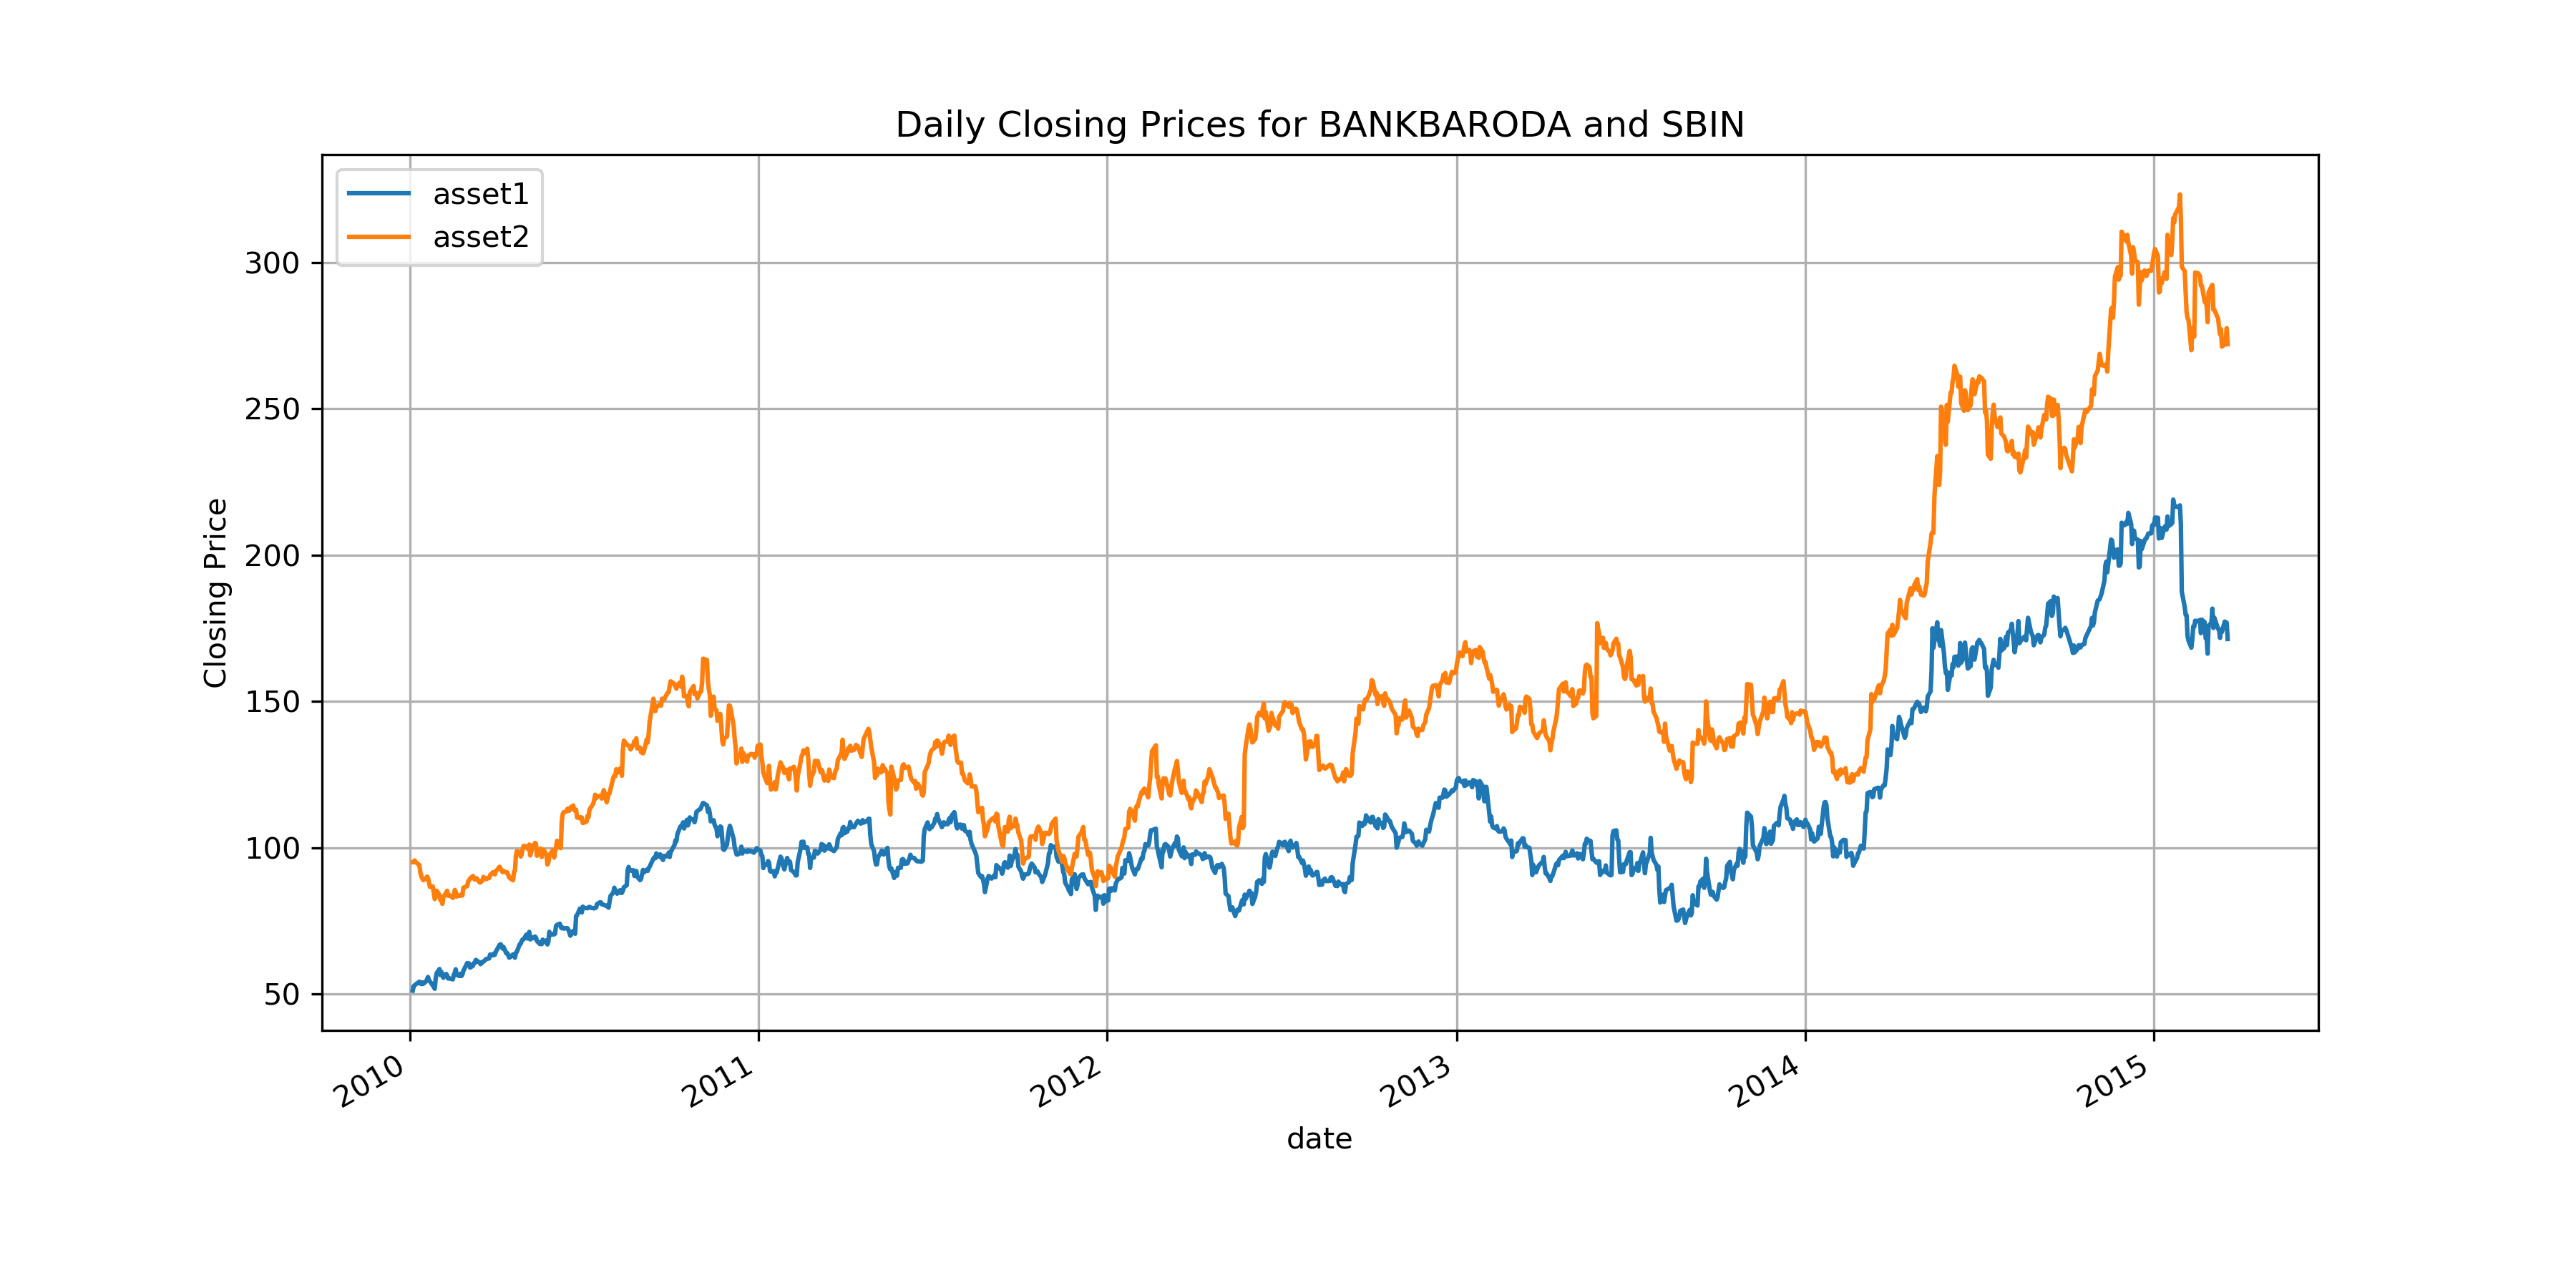 Daily Closing Prices for BANKBARODA and SBIN
asset1
asset2
300
250
200
150
100
50
Closing Price
2010
2011
2012
2013
2014
2015
date